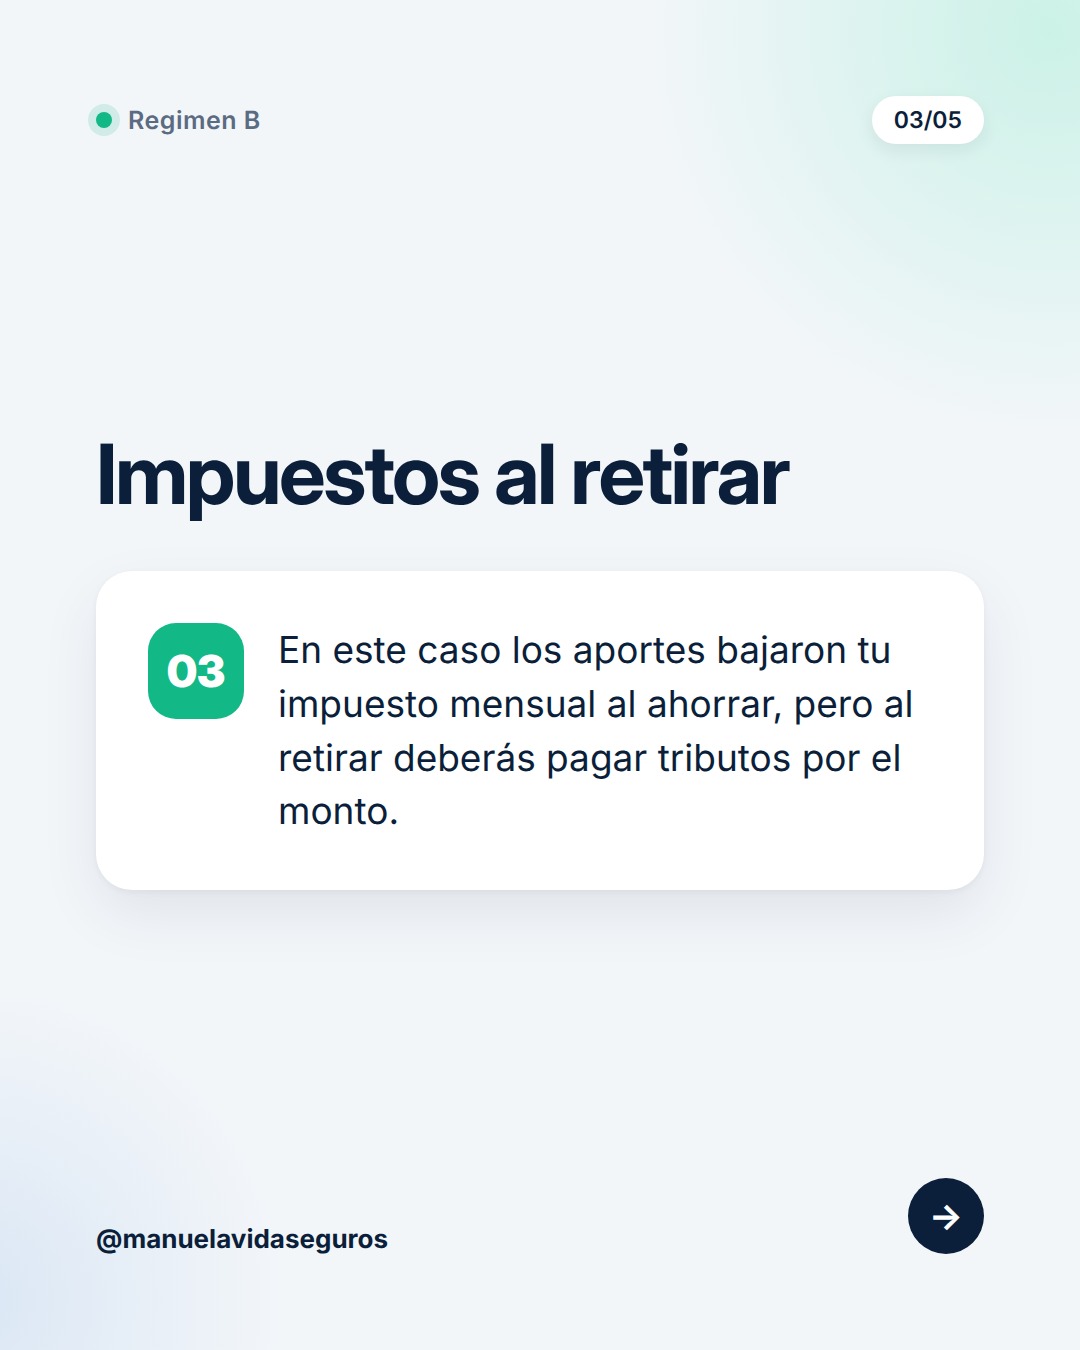 Regimen B
03/05
Impuestos al retirar
03
En este caso los aportes bajaron tu
impuesto mensual al ahorrar, pero al
retirar deberás pagar tributos por el
monto.
@manuelavidaseguros
→